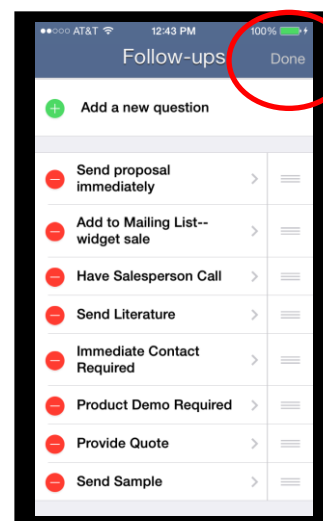 AT&T 12:43 PM 100%
Follow-ups Done
Add a new question
Send proposal
immediately
Add to Mailing List--
widget sale
Have Salesperson Call
Send Literature
Immediate Contact
Required
Product Demo Required
Provide Quote
Send Sample